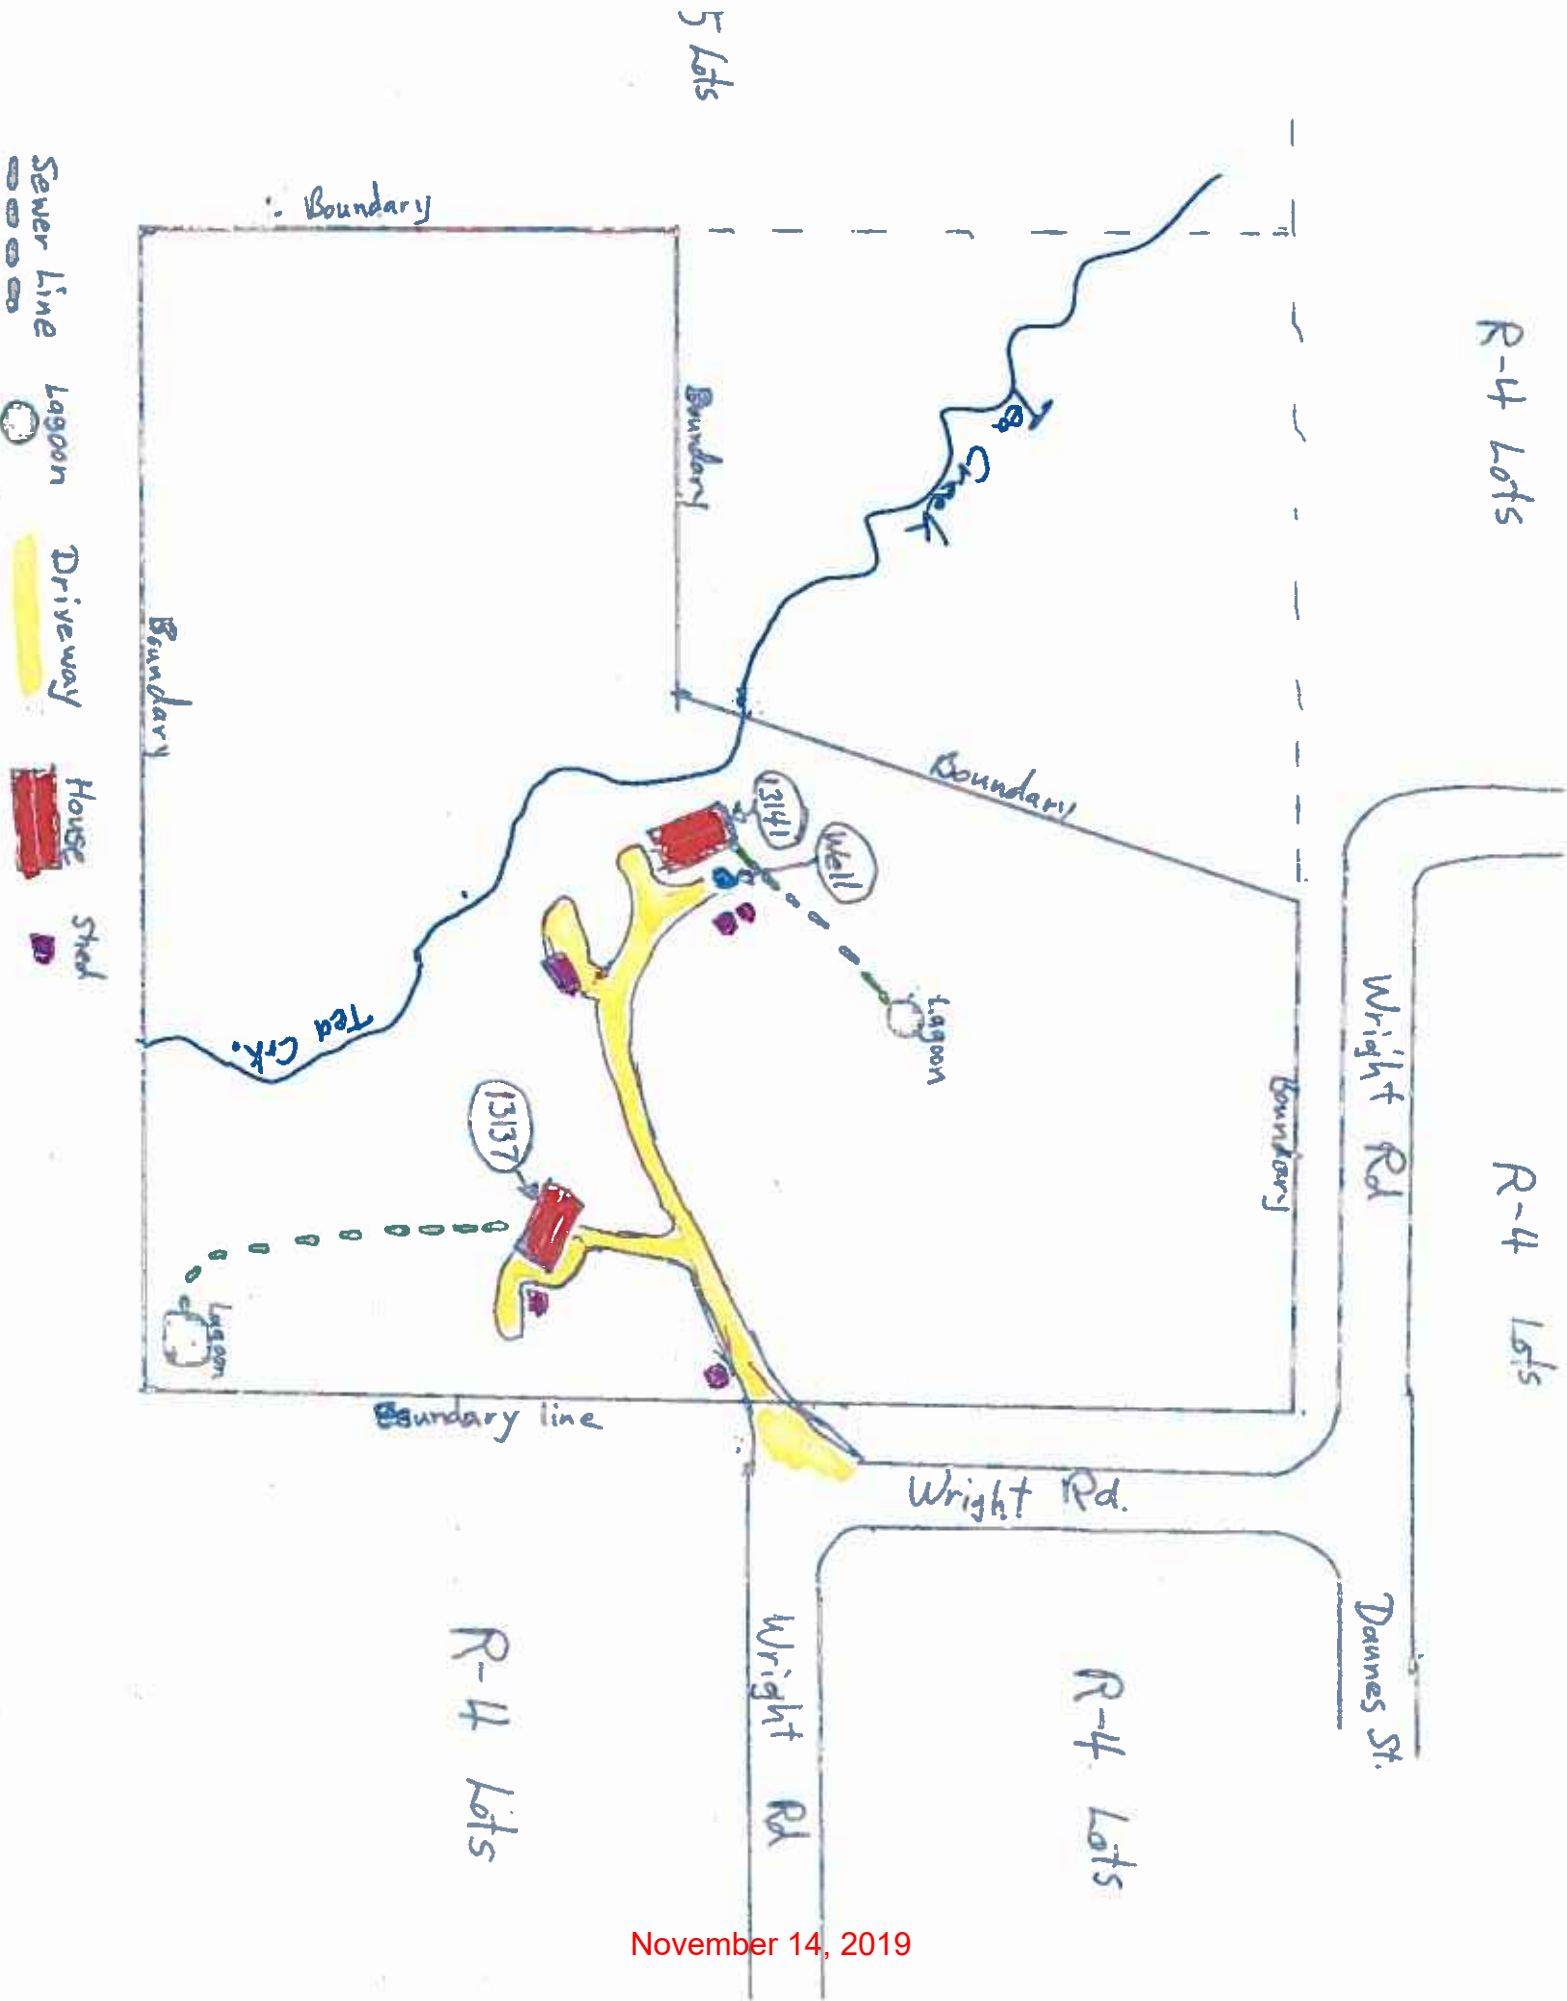 5 Lots
R-4 Lots
Boundary
Boundary
Tea Creek
Boundary
Boundary
13141
Well
Lagoon
Boundary
Wright Rd
R-4 Lots
Tea Crk.
13137
Lagoon
Boundary line
Wright Rd.
Daunes St.
Wright Rd
R-4 Lots
R-4 Lots
Sewer Line Lagoon Driveway House Shed
November 14, 2019